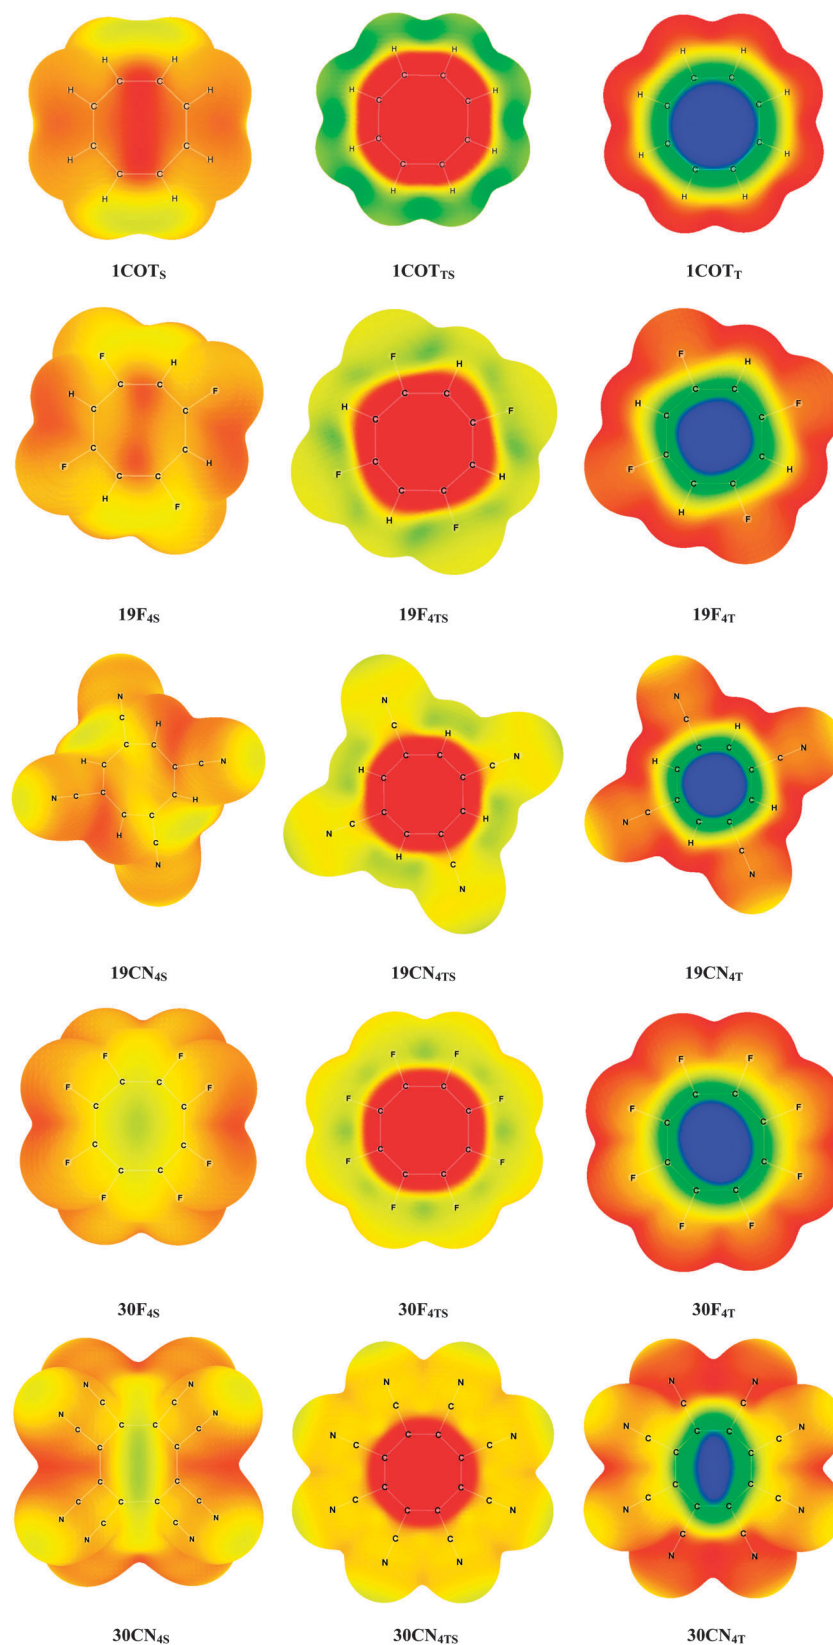 H H H H H H
H H H H H H
C C C C C C
C C C C C C
C C C C C C
C C C C C C
H H H H H H
H H H H H H
1COTS 1COTTS 1COTT
F H F H F H
H C C F H C C F H C C F
C C C C C C
C C C C C C
F C C H F C C H F C C H
H F H F H F
19F4S 19F4TS 19F4T
N N N
C H C H C H
H C C C N H C C C N H C C C N
C C C C C C
N C C C H N C C C H N C C C H
H C C H C C H C C
N N N
19CN4S 19CN4TS 19CN4T
F F F F F F
F C C F F C C F F C C F
C C C C C C
C C C C C C
F C C F F C C F F C C F
F F F F F F
30F4S 30F4TS 30F4T
N N N N N N
N C C N N C C N N C C N
C C C C C C C C C C C C
C C C C C C
C C C C C C
C C C C C C C C C C C C
N C C N N C C N N C C N
N N N N N N
30CN4S 30CN4TS 30CN4T